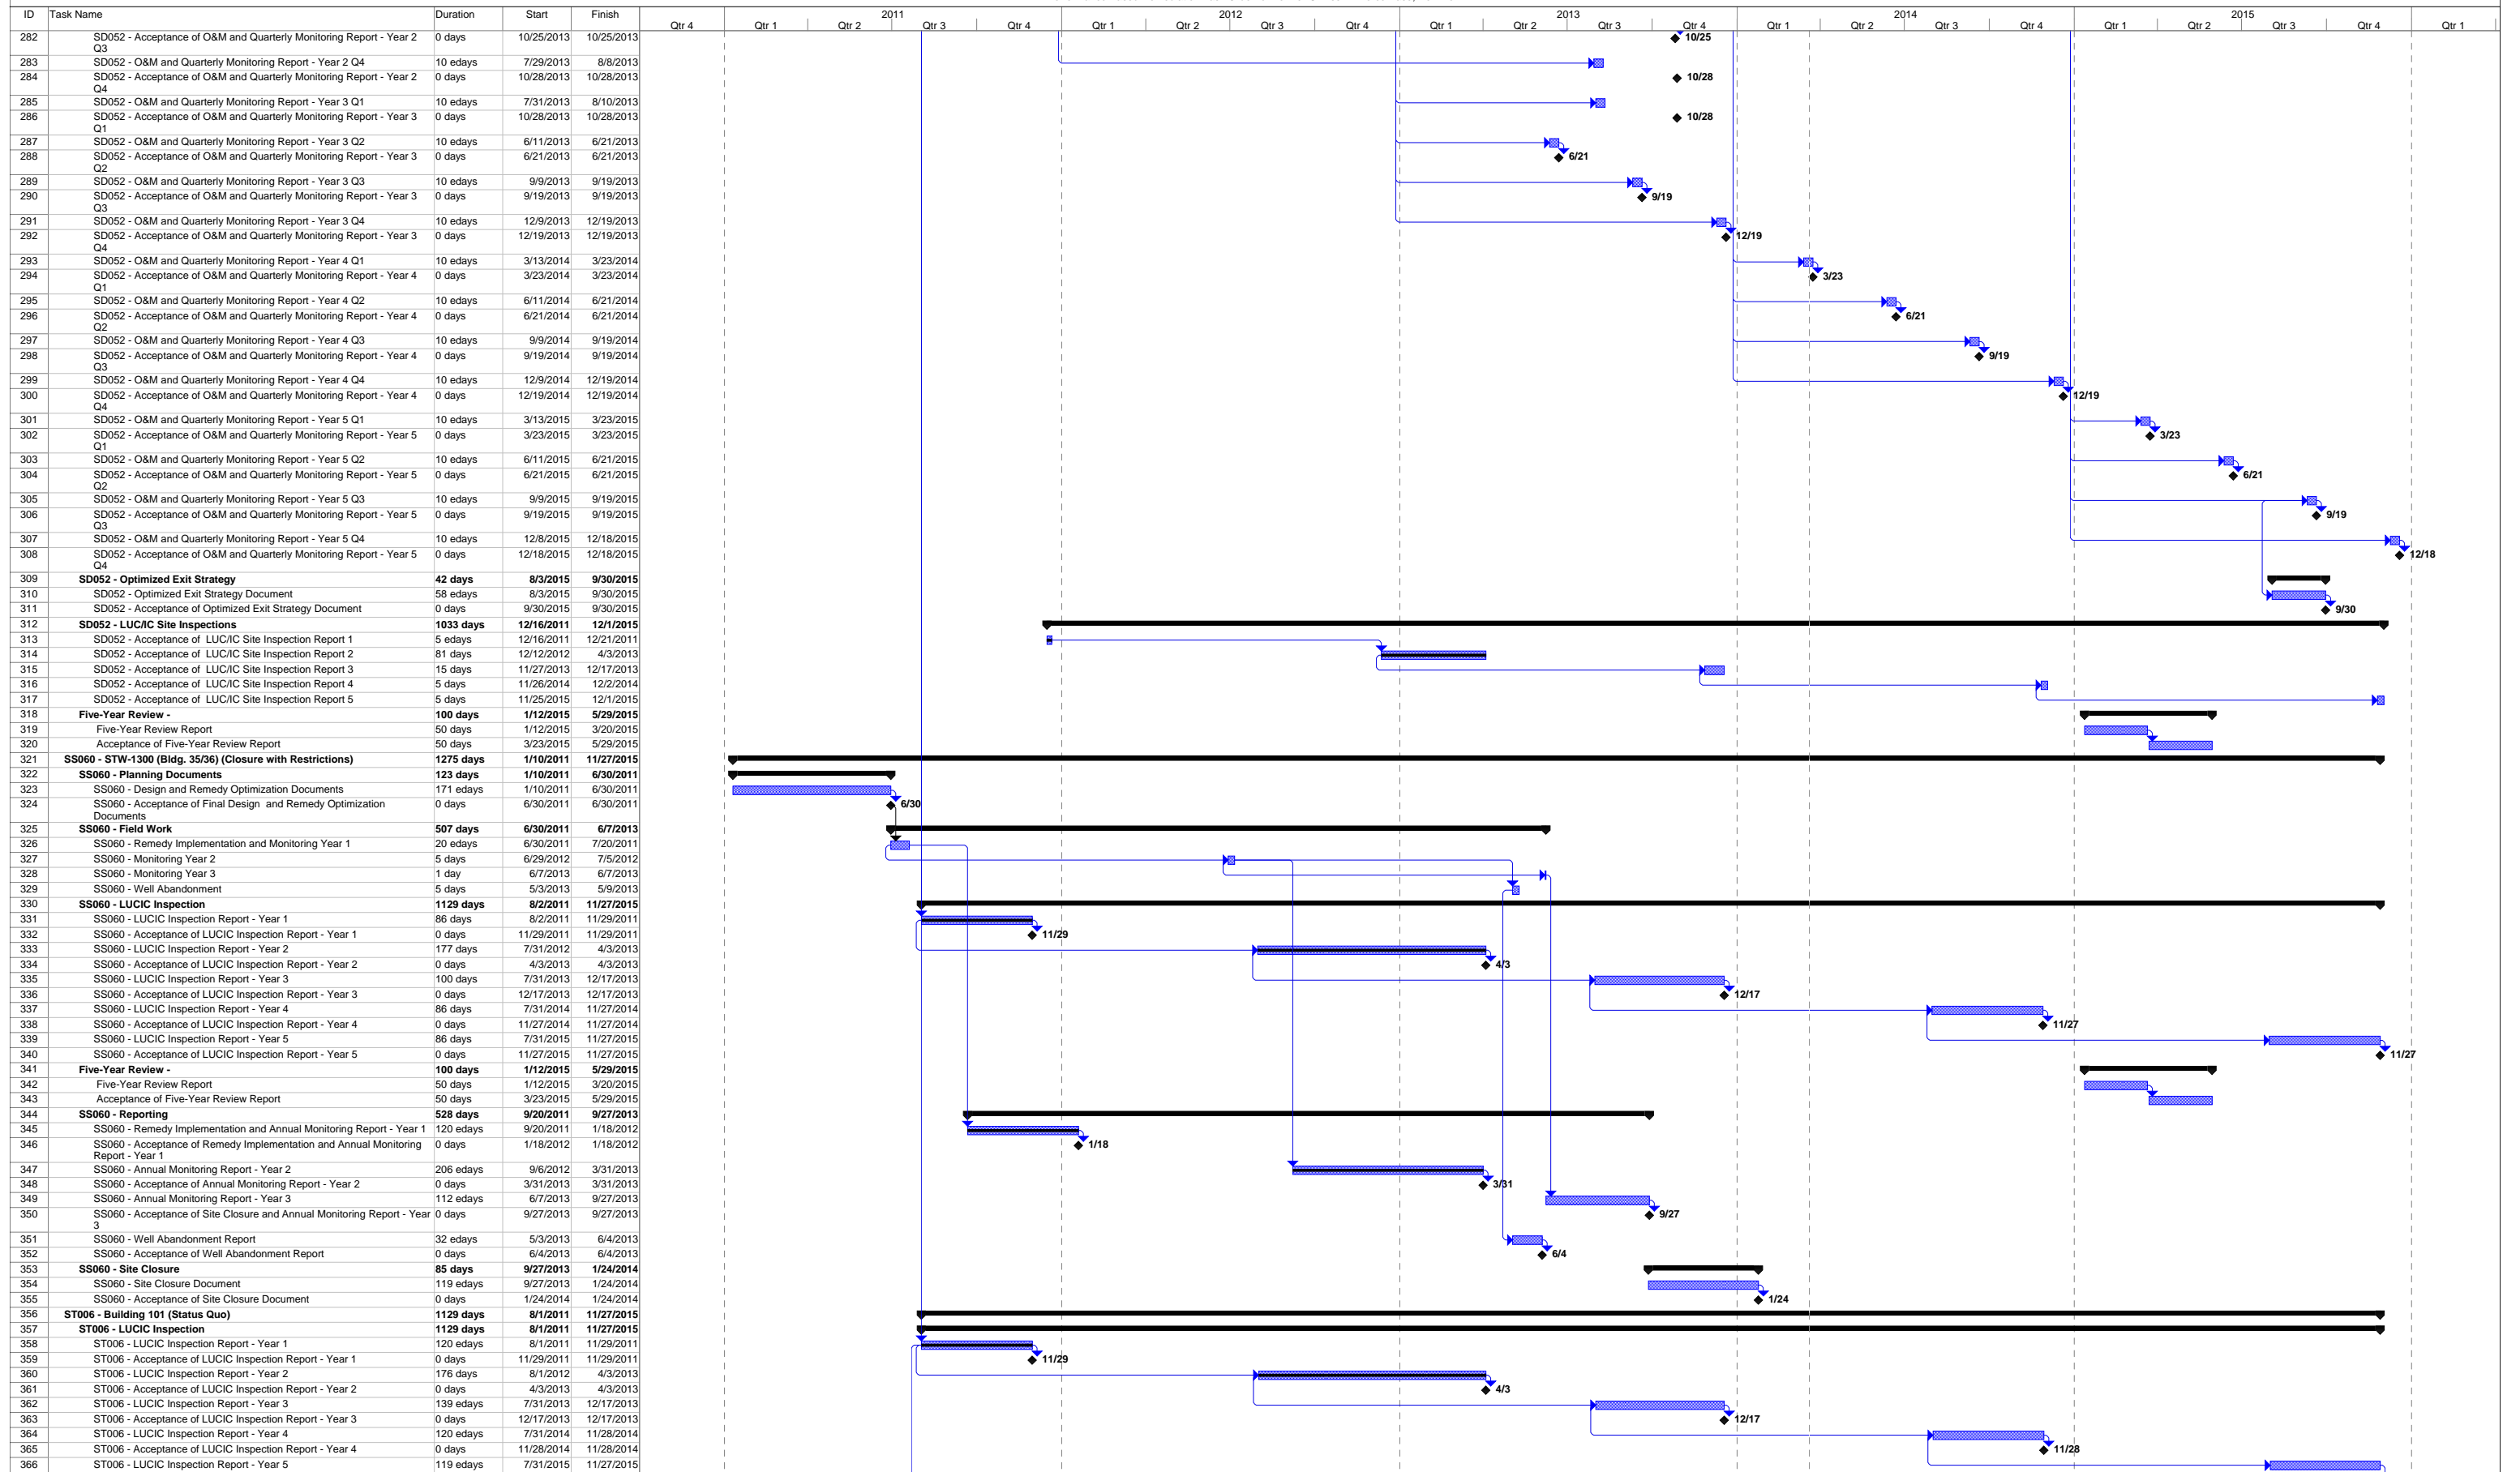 ID Task Name Duration Start Finish 2011 2012 2013 2014 2015
Qtr 4 Qtr 1 Qtr 2 Qtr 3 Qtr 4 Qtr 1 Qtr 2 Qtr 3 Qtr 4 Qtr 1 Qtr 2 Qtr 3 Qtr 4 Qtr 1 Qtr 2 Qtr 3 Qtr 4 Qtr 1 Qtr 2 Qtr 3 Qtr 4 Qtr 1
282 SD052 - Acceptance of O&M and Quarterly Monitoring Report - Year 2 0 days 10/25/2013 10/25/2013 10/25
Q3
283 SD052 - O&M and Quarterly Monitoring Report - Year 2 Q4 10 edays 7/29/2013 8/8/2013
284 SD052 - Acceptance of O&M and Quarterly Monitoring Report - Year 2 0 days 10/28/2013 10/28/2013 10/28
Q4
285 SD052 - O&M and Quarterly Monitoring Report - Year 3 Q1 10 edays 7/31/2013 8/10/2013
286 SD052 - Acceptance of O&M and Quarterly Monitoring Report - Year 3 0 days 10/28/2013 10/28/2013 10/28
Q1
287 SD052 - O&M and Quarterly Monitoring Report - Year 3 Q2 10 edays 6/11/2013 6/21/2013
288 SD052 - Acceptance of O&M and Quarterly Monitoring Report - Year 3 0 days 6/21/2013 6/21/2013 6/21
Q2
289 SD052 - O&M and Quarterly Monitoring Report - Year 3 Q3 10 edays 9/9/2013 9/19/2013
290 SD052 - Acceptance of O&M and Quarterly Monitoring Report - Year 3 0 days 9/19/2013 9/19/2013 9/19
Q3
291 SD052 - O&M and Quarterly Monitoring Report - Year 3 Q4 10 edays 12/9/2013 12/19/2013
292 SD052 - Acceptance of O&M and Quarterly Monitoring Report - Year 3 0 days 12/19/2013 12/19/2013 12/19
Q4
293 SD052 - O&M and Quarterly Monitoring Report - Year 4 Q1 10 edays 3/13/2014 3/23/2014
294 SD052 - Acceptance of O&M and Quarterly Monitoring Report - Year 4 0 days 3/23/2014 3/23/2014 3/23
Q1
295 SD052 - O&M and Quarterly Monitoring Report - Year 4 Q2 10 edays 6/11/2014 6/21/2014
296 SD052 - Acceptance of O&M and Quarterly Monitoring Report - Year 4 0 days 6/21/2014 6/21/2014 6/21
Q2
297 SD052 - O&M and Quarterly Monitoring Report - Year 4 Q3 10 edays 9/9/2014 9/19/2014
298 SD052 - Acceptance of O&M and Quarterly Monitoring Report - Year 4 0 days 9/19/2014 9/19/2014 9/19
Q3
299 SD052 - O&M and Quarterly Monitoring Report - Year 4 Q4 10 edays 12/9/2014 12/19/2014
300 SD052 - Acceptance of O&M and Quarterly Monitoring Report - Year 4 0 days 12/19/2014 12/19/2014 12/19
Q4
301 SD052 - O&M and Quarterly Monitoring Report - Year 5 Q1 10 edays 3/13/2015 3/23/2015
302 SD052 - Acceptance of O&M and Quarterly Monitoring Report - Year 5 0 days 3/23/2015 3/23/2015 3/23
Q1
303 SD052 - O&M and Quarterly Monitoring Report - Year 5 Q2 10 edays 6/11/2015 6/21/2015
304 SD052 - Acceptance of O&M and Quarterly Monitoring Report - Year 5 0 days 6/21/2015 6/21/2015 6/21
Q2
305 SD052 - O&M and Quarterly Monitoring Report - Year 5 Q3 10 edays 9/9/2015 9/19/2015
306 SD052 - Acceptance of O&M and Quarterly Monitoring Report - Year 5 0 days 9/19/2015 9/19/2015 9/19
Q3
307 SD052 - O&M and Quarterly Monitoring Report - Year 5 Q4 10 edays 12/8/2015 12/18/2015
308 SD052 - Acceptance of O&M and Quarterly Monitoring Report - Year 5 0 days 12/18/2015 12/18/2015 12/18
Q4
309 SD052 - Optimized Exit Strategy 42 days 8/3/2015 9/30/2015
310 SD052 - Optimized Exit Strategy Document 58 edays 8/3/2015 9/30/2015
311 SD052 - Acceptance of Optimized Exit Strategy Document 0 days 9/30/2015 9/30/2015 9/30
312 SD052 - LUC/IC Site Inspections 1033 days 12/16/2011 12/1/2015
313 SD052 - Acceptance of LUC/IC Site Inspection Report 1 5 edays 12/16/2011 12/21/2011
314 SD052 - Acceptance of LUC/IC Site Inspection Report 2 81 days 12/12/2012 4/3/2013
315 SD052 - Acceptance of LUC/IC Site Inspection Report 3 15 days 11/27/2013 12/17/2013
316 SD052 - Acceptance of LUC/IC Site Inspection Report 4 5 days 11/26/2014 12/2/2014
317 SD052 - Acceptance of LUC/IC Site Inspection Report 5 5 days 11/25/2015 12/1/2015
318 Five-Year Review - 100 days 1/12/2015 5/29/2015
319 Five-Year Review Report 50 days 1/12/2015 3/20/2015
320 Acceptance of Five-Year Review Report 50 days 3/23/2015 5/29/2015
321 SS060 - STW-1300 (Bldg. 35/36) (Closure with Restrictions) 1275 days 1/10/2011 11/27/2015
322 SS060 - Planning Documents 123 days 1/10/2011 6/30/2011
323 SS060 - Design and Remedy Optimization Documents 171 edays 1/10/2011 6/30/2011
324 SS060 - Acceptance of Final Design and Remedy Optimization 0 days 6/30/2011 6/30/2011 6/30
Documents
325 SS060 - Field Work 507 days 6/30/2011 6/7/2013
326 SS060 - Remedy Implementation and Monitoring Year 1 20 edays 6/30/2011 7/20/2011
327 SS060 - Monitoring Year 2 5 days 6/29/2012 7/5/2012
328 SS060 - Monitoring Year 3 1 day 6/7/2013 6/7/2013
329 SS060 - Well Abandonment 5 days 5/3/2013 5/9/2013
330 SS060 - LUCIC Inspection 1129 days 8/2/2011 11/27/2015
331 SS060 - LUCIC Inspection Report - Year 1 86 days 8/2/2011 11/29/2011
332 SS060 - Acceptance of LUCIC Inspection Report - Year 1 0 days 11/29/2011 11/29/2011 11/29
333 SS060 - LUCIC Inspection Report - Year 2 177 days 7/31/2012 4/3/2013
334 SS060 - Acceptance of LUCIC Inspection Report - Year 2 0 days 4/3/2013 4/3/2013 4/3
335 SS060 - LUCIC Inspection Report - Year 3 100 days 7/31/2013 12/17/2013
336 SS060 - Acceptance of LUCIC Inspection Report - Year 3 0 days 12/17/2013 12/17/2013 12/17
337 SS060 - LUCIC Inspection Report - Year 4 86 days 7/31/2014 11/27/2014
338 SS060 - Acceptance of LUCIC Inspection Report - Year 4 0 days 11/27/2014 11/27/2014 11/27
339 SS060 - LUCIC Inspection Report - Year 5 86 days 7/31/2015 11/27/2015
340 SS060 - Acceptance of LUCIC Inspection Report - Year 5 0 days 11/27/2015 11/27/2015 11/27
341 Five-Year Review - 100 days 1/12/2015 5/29/2015
342 Five-Year Review Report 50 days 1/12/2015 3/20/2015
343 Acceptance of Five-Year Review Report 50 days 3/23/2015 5/29/2015
344 SS060 - Reporting 528 days 9/20/2011 9/27/2013
345 SS060 - Remedy Implementation and Annual Monitoring Report - Year 1 120 edays 9/20/2011 1/18/2012
346 SS060 - Acceptance of Remedy Implementation and Annual Monitoring 0 days 1/18/2012 1/18/2012 1/18
Report - Year 1
347 SS060 - Annual Monitoring Report - Year 2 206 edays 9/6/2012 3/31/2013
348 SS060 - Acceptance of Annual Monitoring Report - Year 2 0 days 3/31/2013 3/31/2013 3/31
349 SS060 - Annual Monitoring Report - Year 3 112 edays 6/7/2013 9/27/2013
350 SS060 - Acceptance of Site Closure and Annual Monitoring Report - Year 0 days 9/27/2013 9/27/2013 9/27
3
351 SS060 - Well Abandonment Report 32 edays 5/3/2013 6/4/2013
352 SS060 - Acceptance of Well Abandonment Report 0 days 6/4/2013 6/4/2013 6/4
353 SS060 - Site Closure 85 days 9/27/2013 1/24/2014
354 SS060 - Site Closure Document 119 edays 9/27/2013 1/24/2014
355 SS060 - Acceptance of Site Closure Document 0 days 1/24/2014 1/24/2014 1/24
356 ST006 - Building 101 (Status Quo) 1129 days 8/1/2011 11/27/2015
357 ST006 - LUCIC Inspection 1129 days 8/1/2011 11/27/2015
358 ST006 - LUCIC Inspection Report - Year 1 120 edays 8/1/2011 11/29/2011
359 ST006 - Acceptance of LUCIC Inspection Report - Year 1 0 days 11/29/2011 11/29/2011 11/29
360 ST006 - LUCIC Inspection Report - Year 2 176 days 8/1/2012 4/3/2013
361 ST006 - Acceptance of LUCIC Inspection Report - Year 2 0 days 4/3/2013 4/3/2013 4/3
362 ST006 - LUCIC Inspection Report - Year 3 139 edays 7/31/2013 12/17/2013
363 ST006 - Acceptance of LUCIC Inspection Report - Year 3 0 days 12/17/2013 12/17/2013 12/17
364 ST006 - LUCIC Inspection Report - Year 4 120 edays 7/31/2014 11/28/2014
365 ST006 - Acceptance of LUCIC Inspection Report - Year 4 0 days 11/28/2014 11/28/2014 11/28
366 ST006 - LUCIC Inspection Report - Year 5 119 edays 7/31/2015 11/27/2015